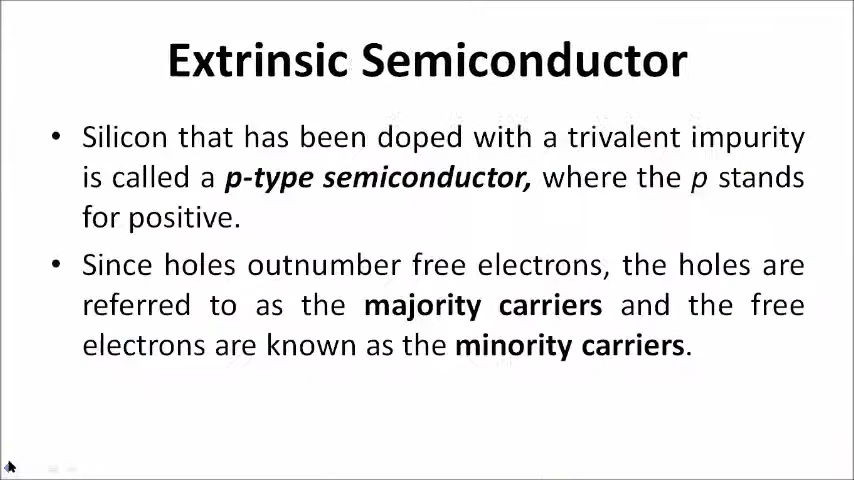 Extrinsic Semiconductor
• Silicon that has been doped with a trivalent impurity
is called a p-type semiconductor, where the p stands
for positive.
• Since holes outnumber free electrons, the holes are
referred to as the majority carriers and the free
electrons are known as the minority carriers.